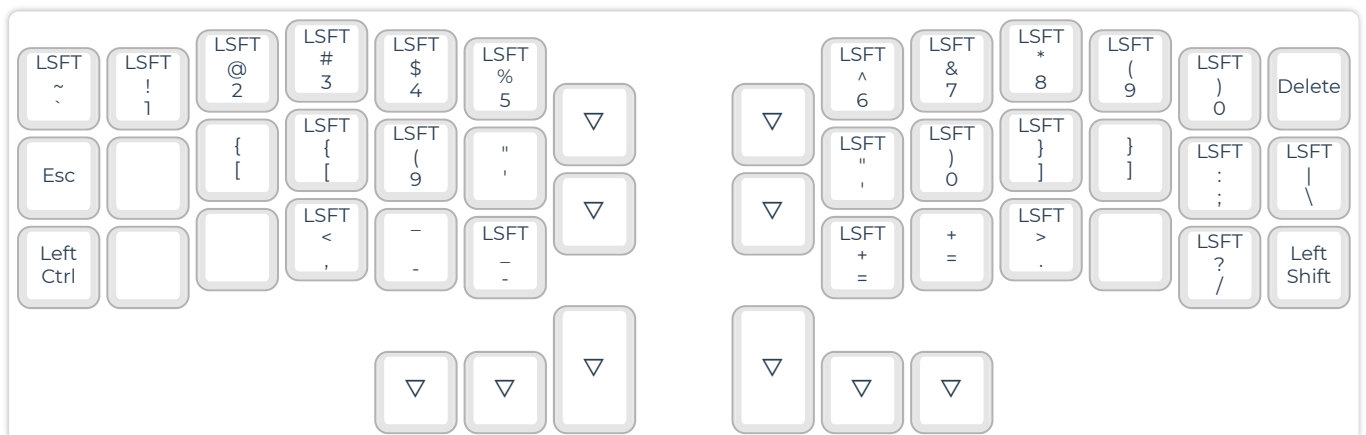 LSFT
~
`
LSFT
!
1
LSFT
@
2
LSFT
#
3
LSFT
$
4
LSFT
%
5
▽
▽
LSFT
^
6
LSFT
&
7
LSFT
*
8
LSFT
(
9
LSFT
)
0
Delete
Esc
{
[
LSFT
{
[
LSFT
(
9
"
'
▽
▽
LSFT
"
'
LSFT
)
0
LSFT
}
]
}
]
LSFT
:
;
LSFT
|
\
Left
Ctrl
LSFT
<
,
_
-
LSFT
_
-
LSFT
+
=
+
=
LSFT
>
.
LSFT
?
/
Left
Shift
▽
▽
▽
▽
▽
▽